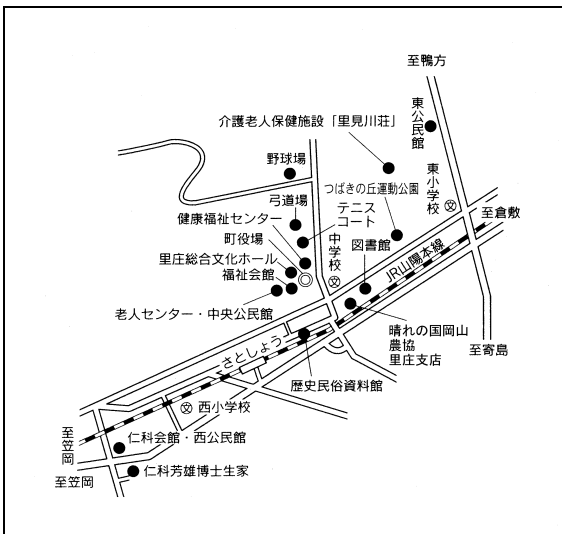 至鴨方
東公民館
介護老人保健施設「里見川荘」
野球場
つばきの丘運動公園
東小学校
弓道場
テニス
コート
至倉敷
健康福祉センター
町役場
中学校
図書館
里庄総合文化ホール
福祉会館
JR山陽本線
老人センター・中央公民館
晴れの国岡山
農協
里庄支店
至寄島
さとしょう
歴史民俗資料館
西小学校
至笠岡
仁科会館・西公民館
仁科芳雄博士生家
至笠岡